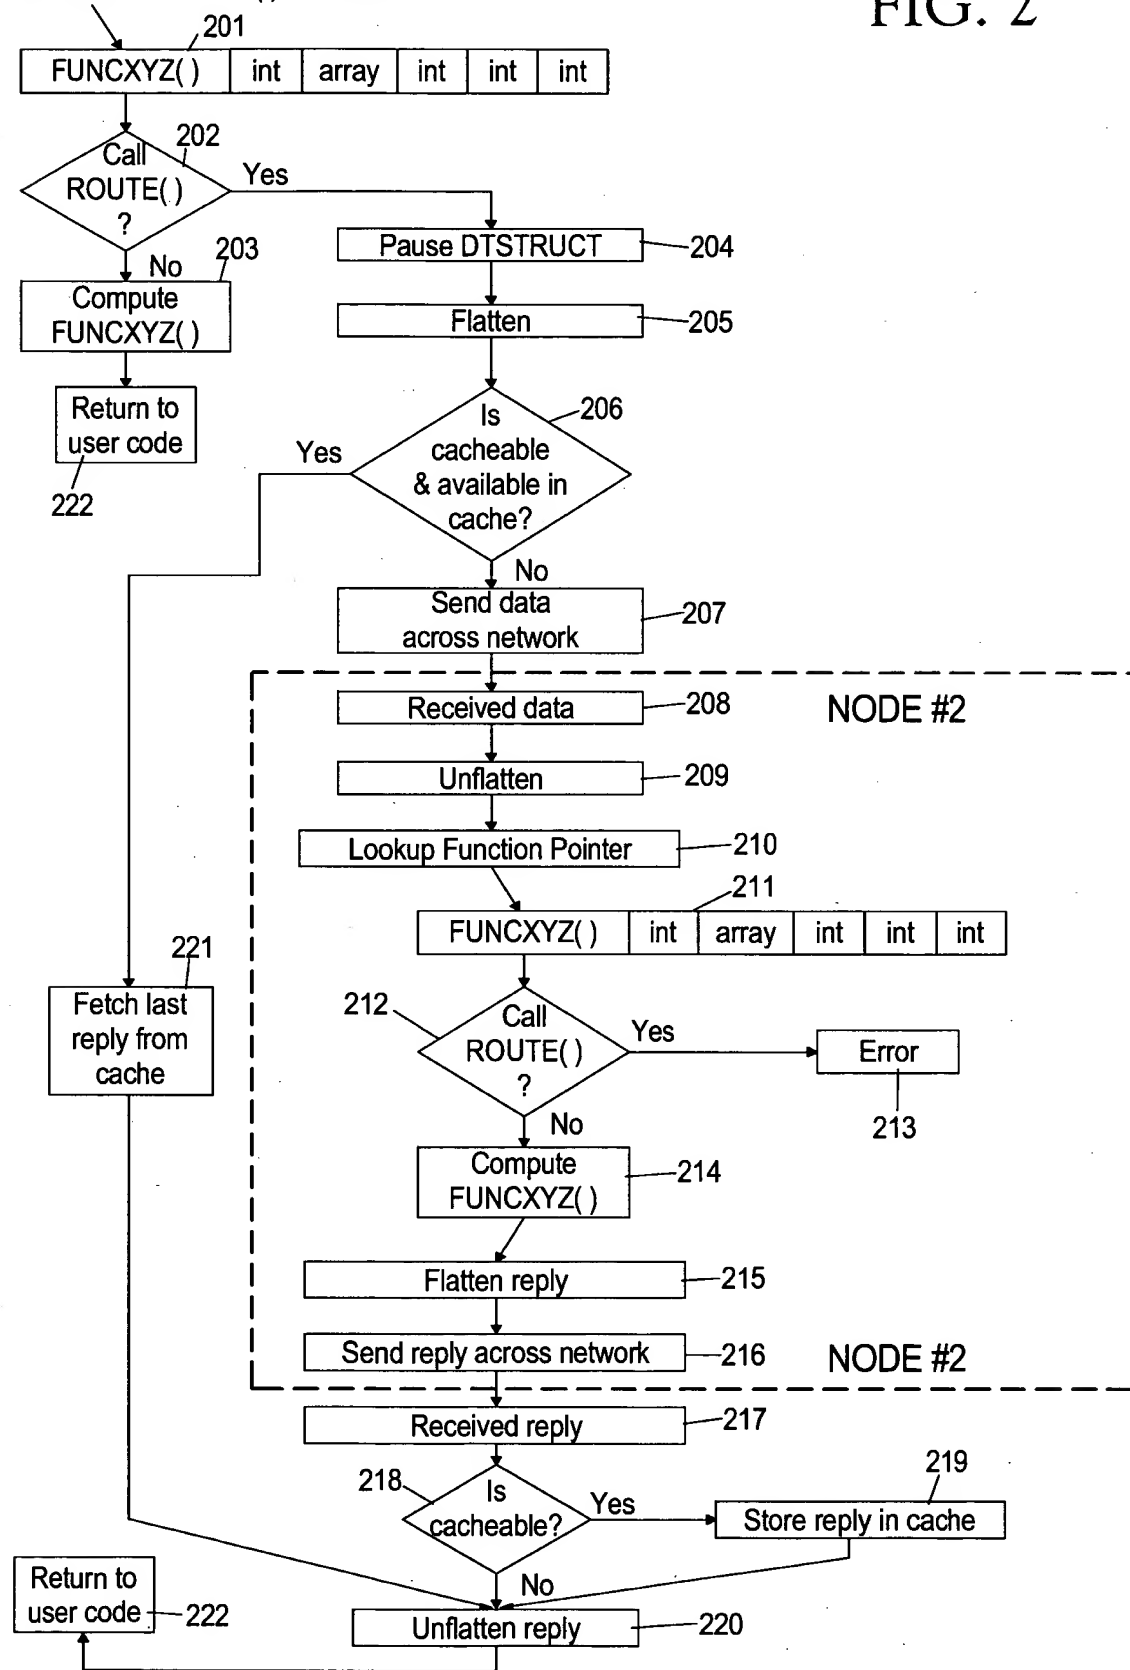 FIG. 2
201
FUNCXYZ( ) int array int int int
202
Call
ROUTE( )
?
Yes
No
203
Compute
FUNCXYZ( )
Return to
user code
222
Pause DTSTRUCT
204
Flatten
205
Is
cacheable
& available in
cache?
206
Yes
No
Send data
across network
207
NODE #2
Received data
208
Unflatten
209
Lookup Function Pointer
210
211
FUNCXYZ( ) int array int int int
212
Call
ROUTE( )
?
Yes
Error
213
No
Compute
FUNCXYZ( )
214
221
Fetch last
reply from
cache
Flatten reply
215
Send reply across network
216
NODE #2
Received reply
217
218
Is
cacheable?
Yes
219
Store reply in cache
No
Unflatten reply
220
Return to
user code
222